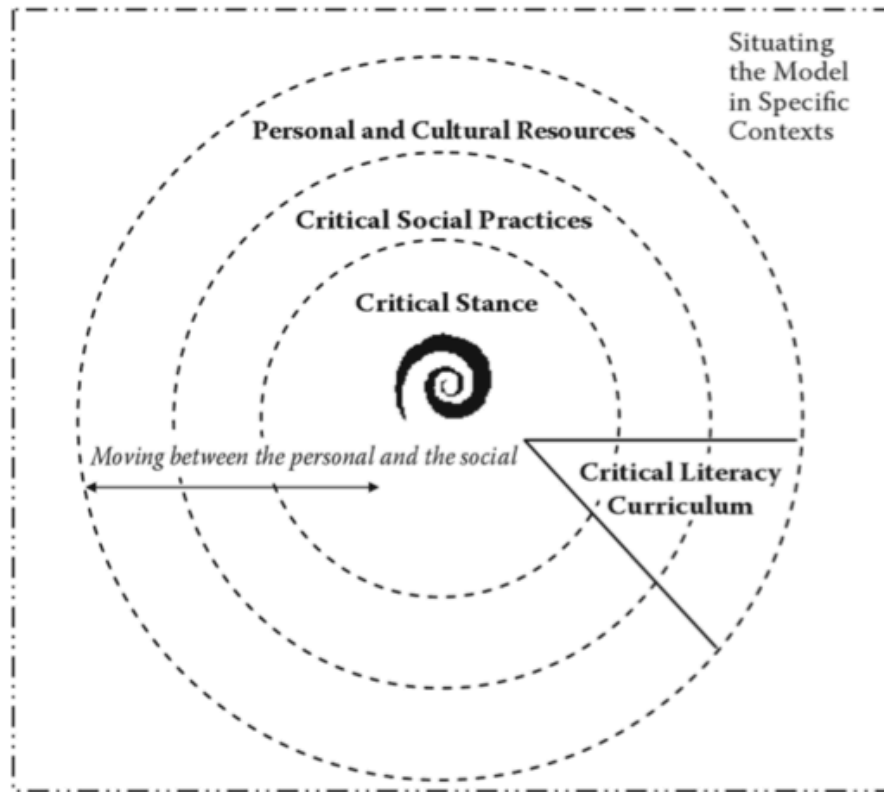 Situating
the Model
in Specific
Contexts
Personal and Cultural Resources
Critical Social Practices
Critical Stance
Moving between the personal and the social
Critical Literacy
Curriculum